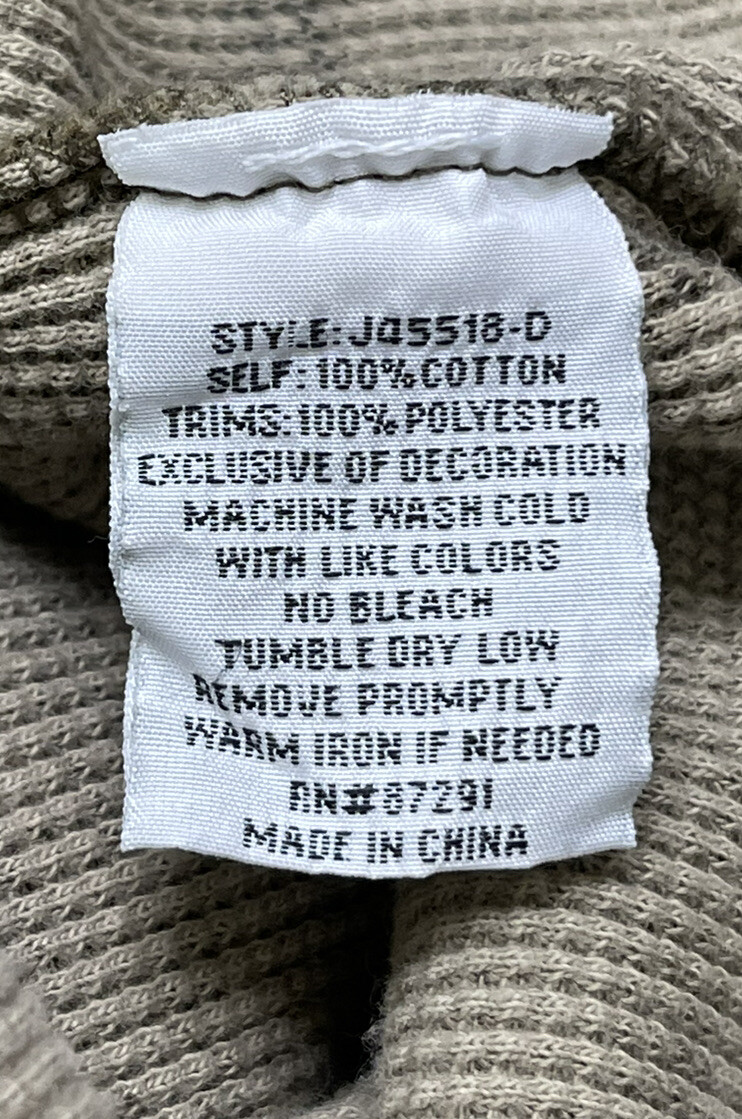 STYLE: J45518-D
SELF: 100% COTTON
TRIMS: 100% POLYESTER
EXCLUSIVE OF DECORATION
MACHINE WASH COLD
WITH LIKE COLORS
NO BLEACH
TUMBLE DRY LOW
REMOVE PROMPTLY
WARM IRON IF NEEDED
RN#87291
MADE IN CHINA